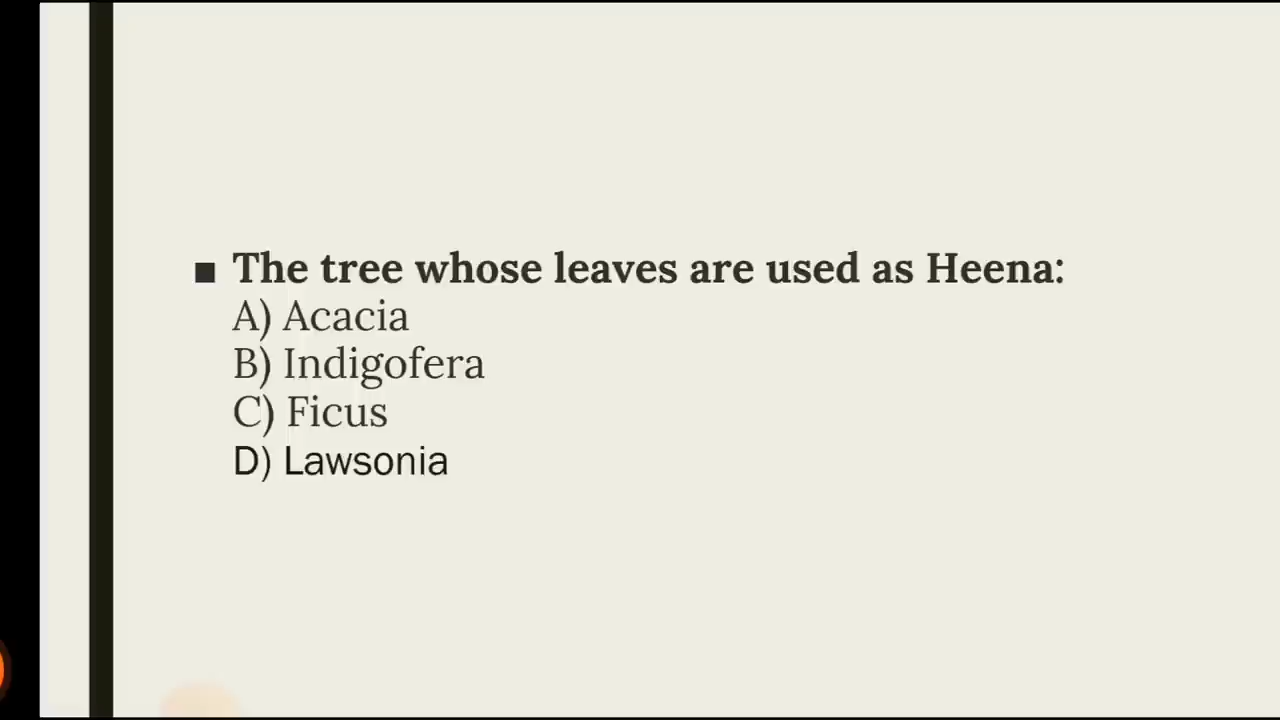 ■ The tree whose leaves are used as Heena:
A) Acacia
B) Indigofera
C) Ficus
D) Lawsonia